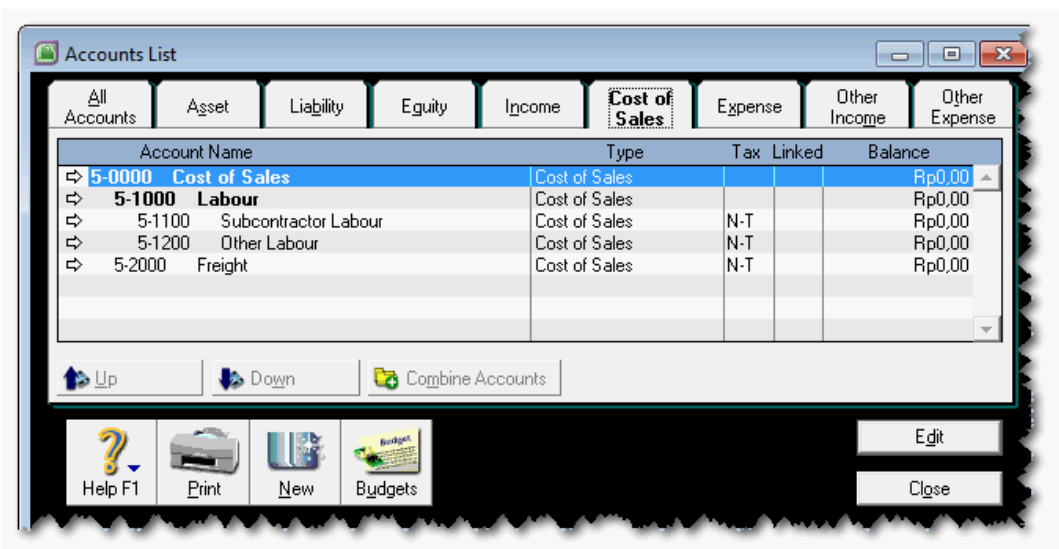 Accounts List
All Accounts
Asset
Liability
Equity
Income
Cost of Sales
Expense
Other Income
Other Expense
Account Name Type Tax Linked Balance
5-0000 Cost of Sales Cost of Sales Rp0,00
5-1000 Labour Cost of Sales Rp0,00
5-1100 Subcontractor Labour Cost of Sales N-T Rp0,00
5-1200 Other Labour Cost of Sales N-T Rp0,00
5-2000 Freight Cost of Sales N-T Rp0,00
Up Down Combine Accounts
Budget
Help F1 Print New Budgets
Edit
Close